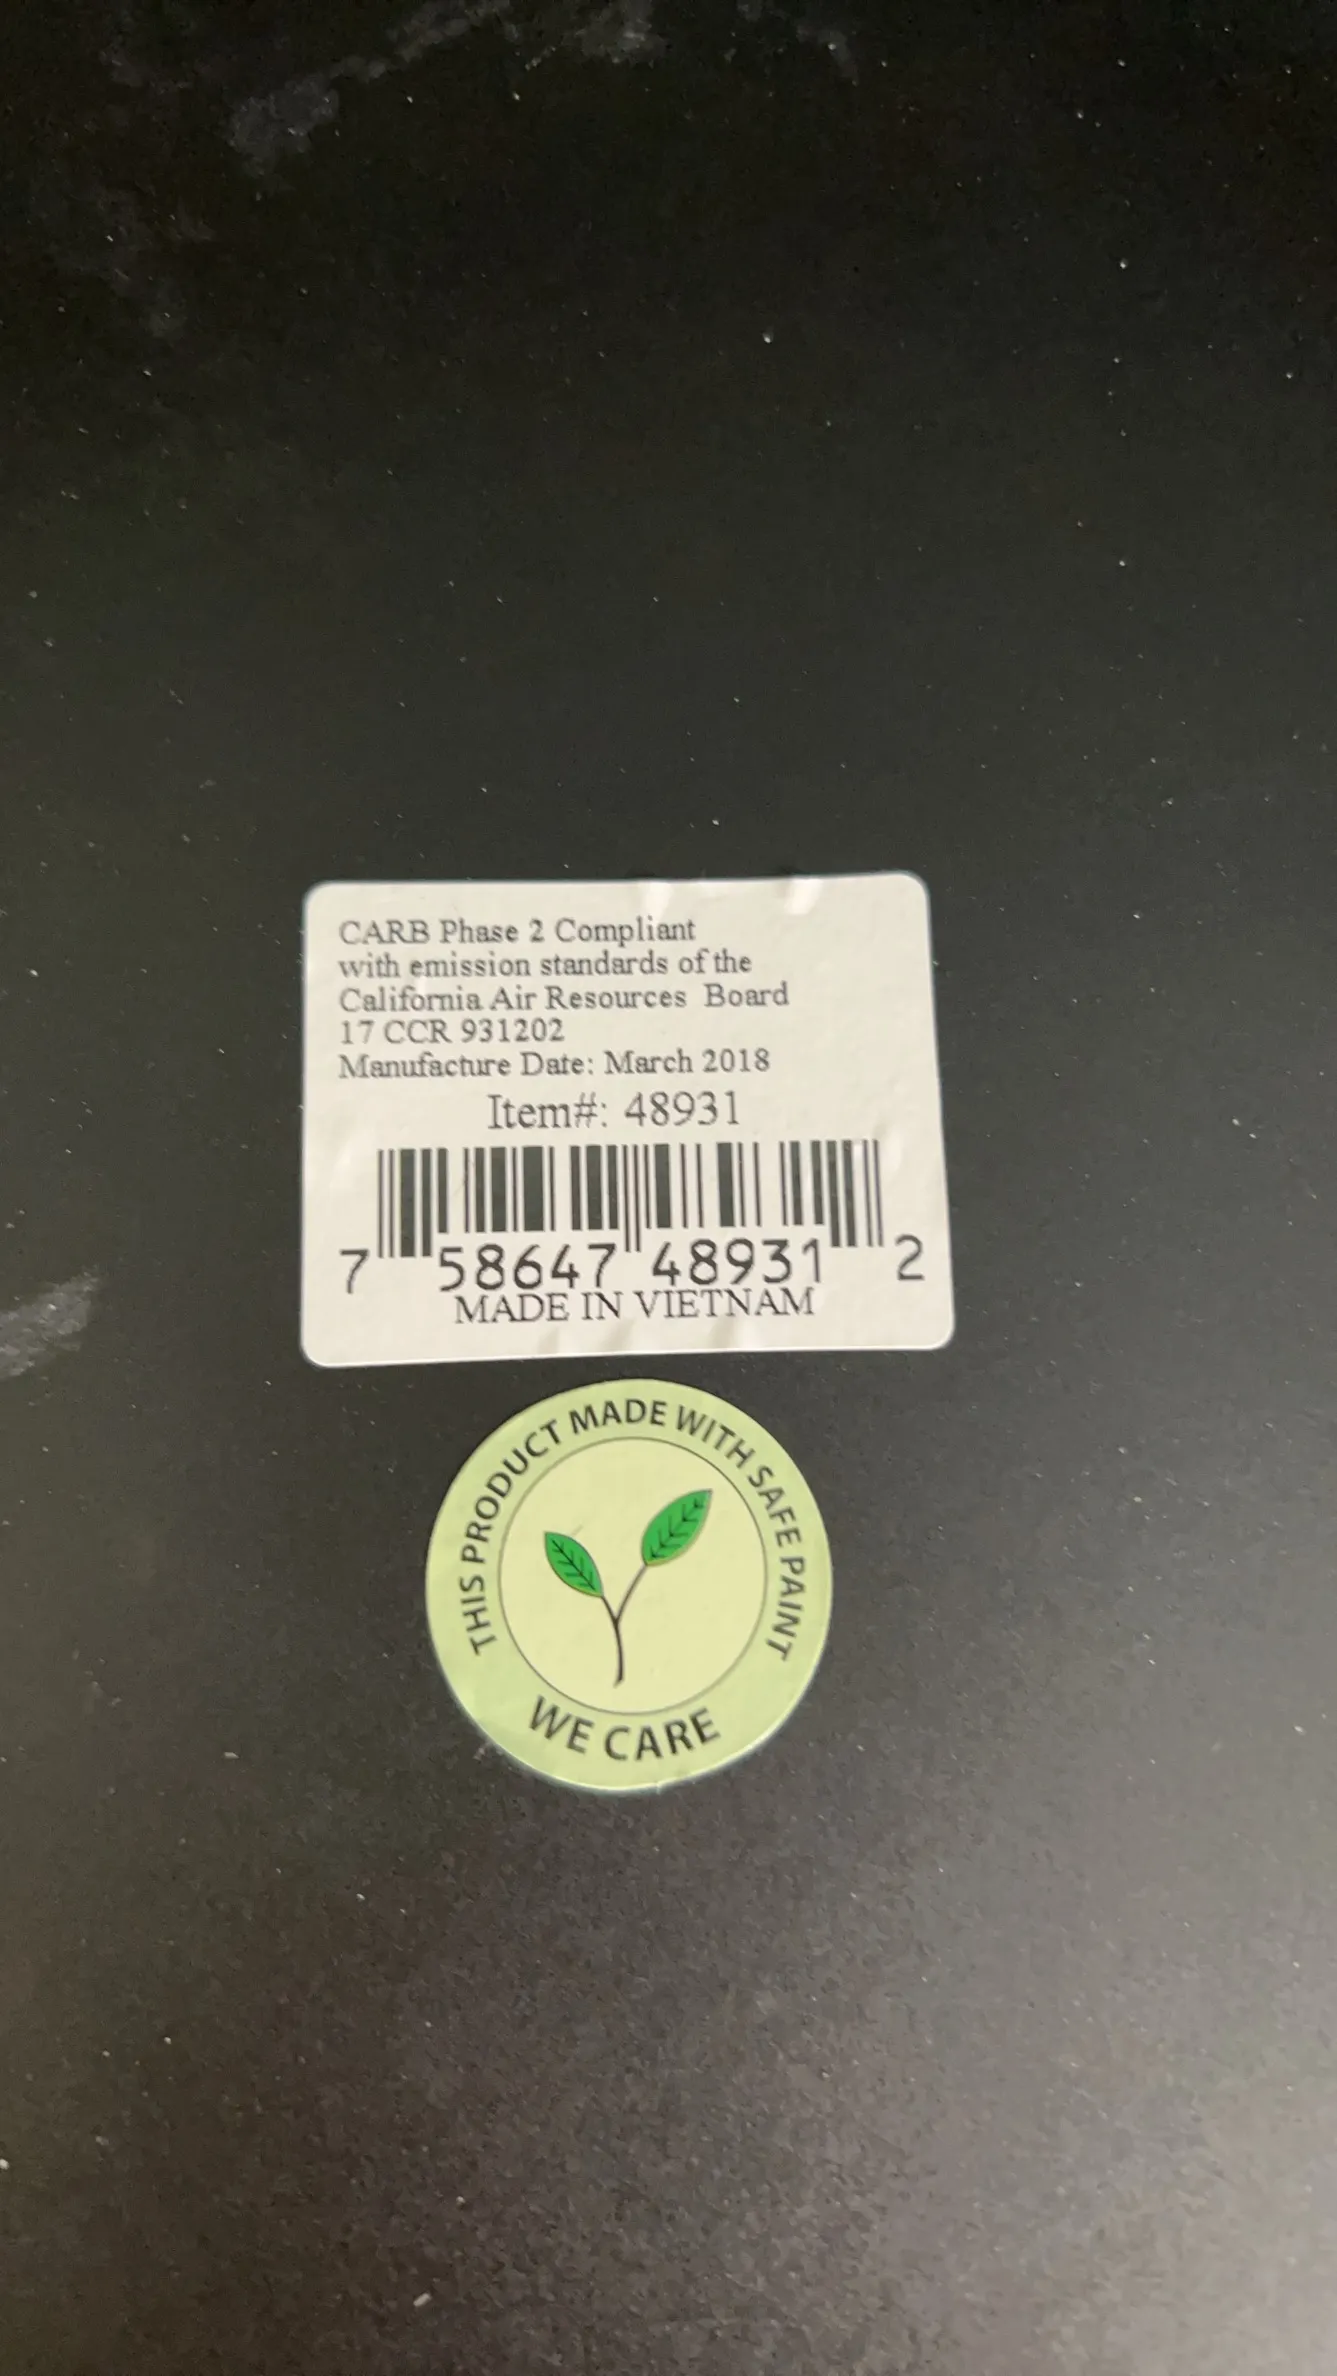 CARB Phase 2 Compliant
with emission standards of the
California Air Resources Board
17 CCR 931202
Manufacture Date: March 2018
Item#: 48931
7 58647 48931 2
MADE IN VIETNAM
THIS PRODUCT MADE WITH SAFE PAINT
WE CARE